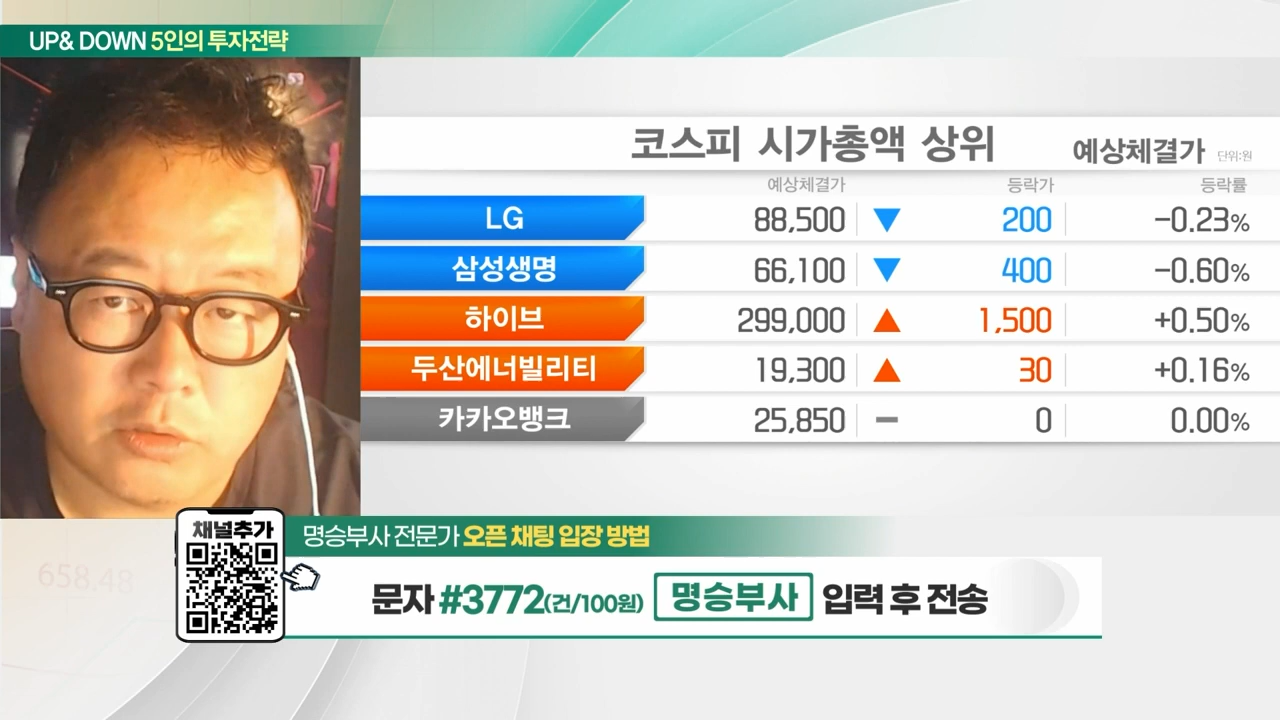 UP& DOWN 5인의 투자전략
코스피 시가총액 상위 예상체결가 단위:원
예상체결가 등락가 등락률
LG 88,500 ▼ 200 -0.23%
삼성생명 66,100 ▼ 400 -0.60%
하이브 299,000 ▲ 1,500 +0.50%
두산에너빌리티 19,300 ▲ 30 +0.16%
카카오뱅크 25,850 - 0 0.00%
채널추가
명승부사 전문가 오픈 채팅 입장 방법
658.48
문자 #3772(건/100원) 명승부사 입력 후 전송